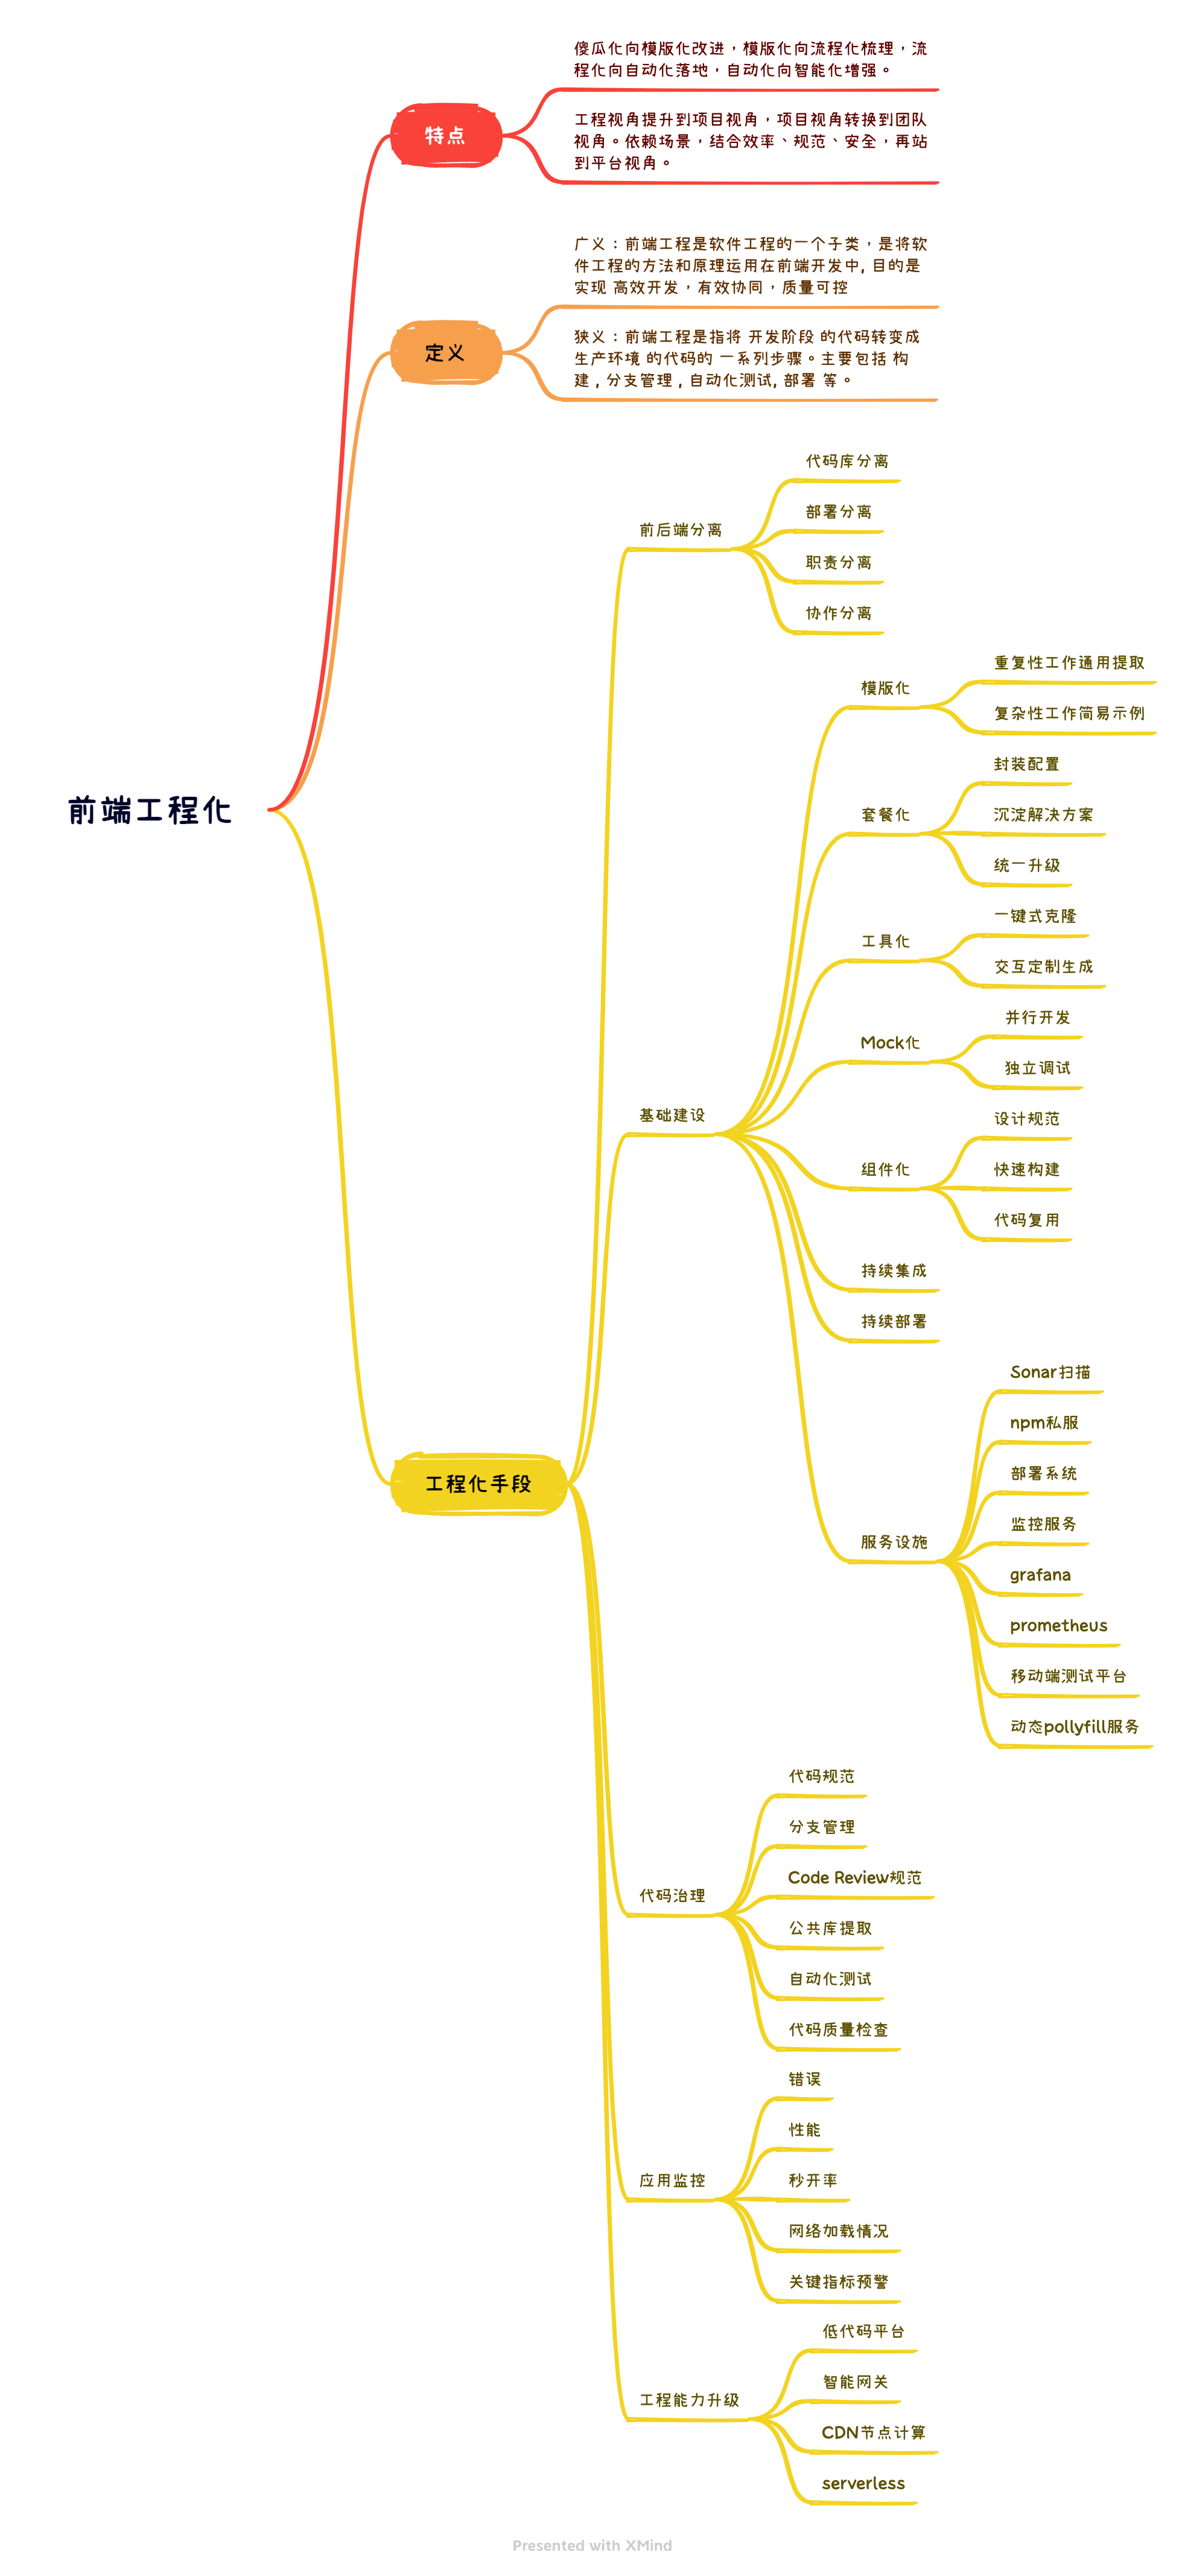 傻瓜化向模版化改进，模版化向流程化梳理，流
程化向自动化落地，自动化向智能化增强。
特点
工程视角提升到项目视角，项目视角转换到团队
视角。依赖场景，结合效率、规范、安全，再站
到平台视角。
广义：前端工程是软件工程的一个子类，是将软
件工程的方法和原理运用在前端开发中, 目的是
实现 高效开发，有效协同，质量可控
定义
狭义：前端工程是指将 开发阶段 的代码转变成
生产环境 的代码的 一系列步骤。主要包括 构
建 , 分支管理 , 自动化测试, 部署 等。
前端工程化
工程化手段
前后端分离
代码库分离
部署分离
职责分离
协作分离
基础建设
模版化
重复性工作通用提取
复杂性工作简易示例
套餐化
封装配置
沉淀解决方案
统一升级
工具化
一键式克隆
交互定制生成
Mock化
并行开发
独立调试
组件化
设计规范
快速构建
代码复用
持续集成
持续部署
服务设施
Sonar扫描
npm私服
部署系统
监控服务
grafana
prometheus
移动端测试平台
动态pollyfill服务
代码治理
代码规范
分支管理
Code Review规范
公共库提取
自动化测试
代码质量检查
应用监控
错误
性能
秒开率
网络加载情况
关键指标预警
工程能力升级
低代码平台
智能网关
CDN节点计算
serverless
Presented with XMind